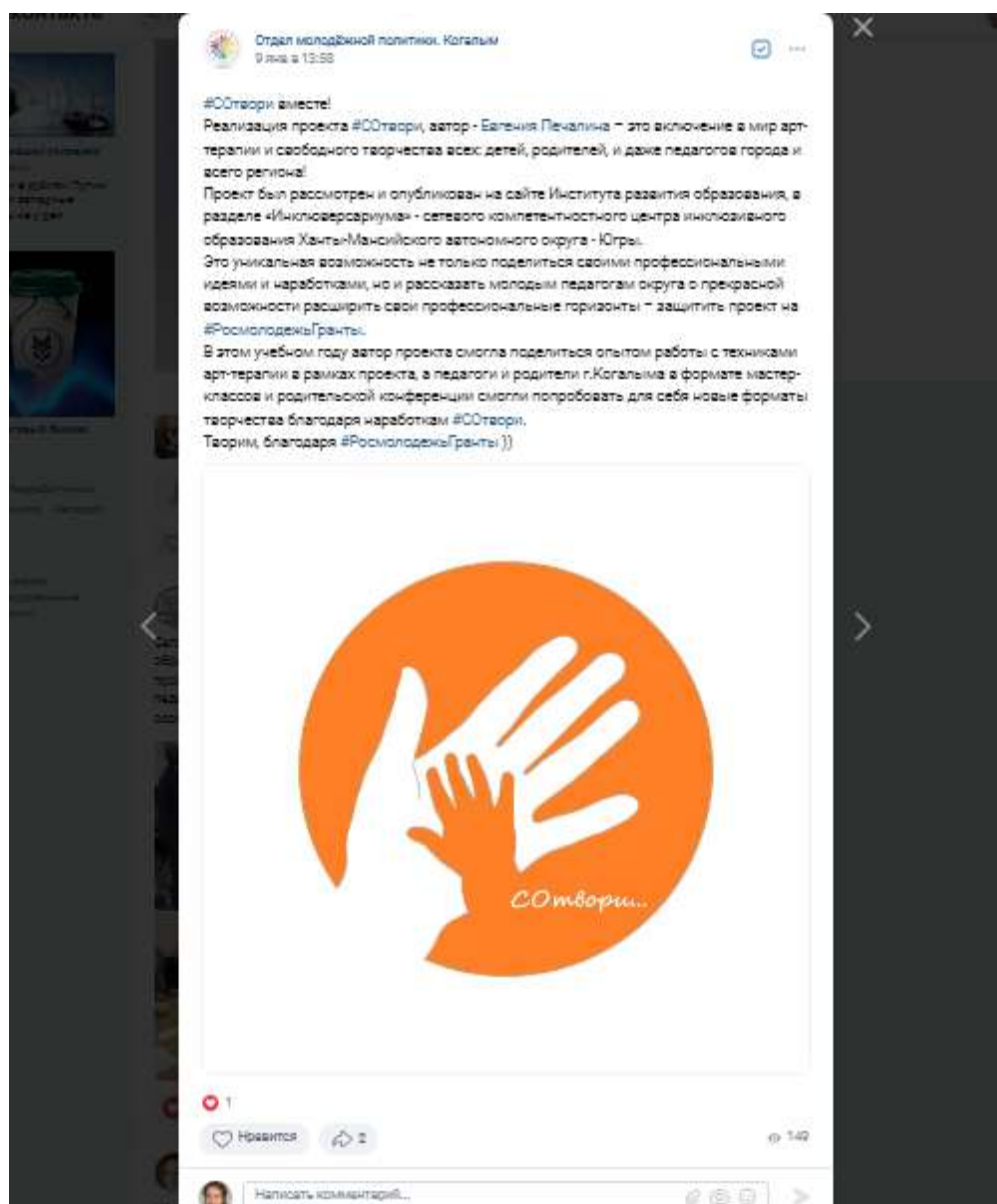 Отдел молодёжной политики. Когалым
9 янв в 13:58
#СОтвори вместе!
Реализация проекта #СОтвори, автор - Евгения Печалина – это включение в мир арт-
терапии и свободного творчества всех: детей, родителей, и даже педагогов города и
всего региона!
Проект был рассмотрен и опубликован на сайте Института развития образования, в
разделе «Инклюверсариума» - сетевого компетентностного центра инклюзивного
образования Ханты-Мансийского автономного округа - Югры.
Это уникальная возможность не только поделиться своими профессиональными
идеями и наработками, но и рассказать молодым педагогам округа о прекрасной
возможности расширить свои профессиональные горизонты – защитить проект на
#РосмолодежьГранты.
В этом учебном году автор проекта смогла поделиться опытом работы с техниками
арт-терапии в рамках проекта, а педагоги и родители г.Когалыма в формате мастер-
классов и родительской конференции смогли попробовать для себя новые форматы
творчества благодаря наработкам #СОтвори.
Творим, благодаря #РосмолодежьГранты ))
СОтвори..
1
Нравится
2
149
Написать комментарий...